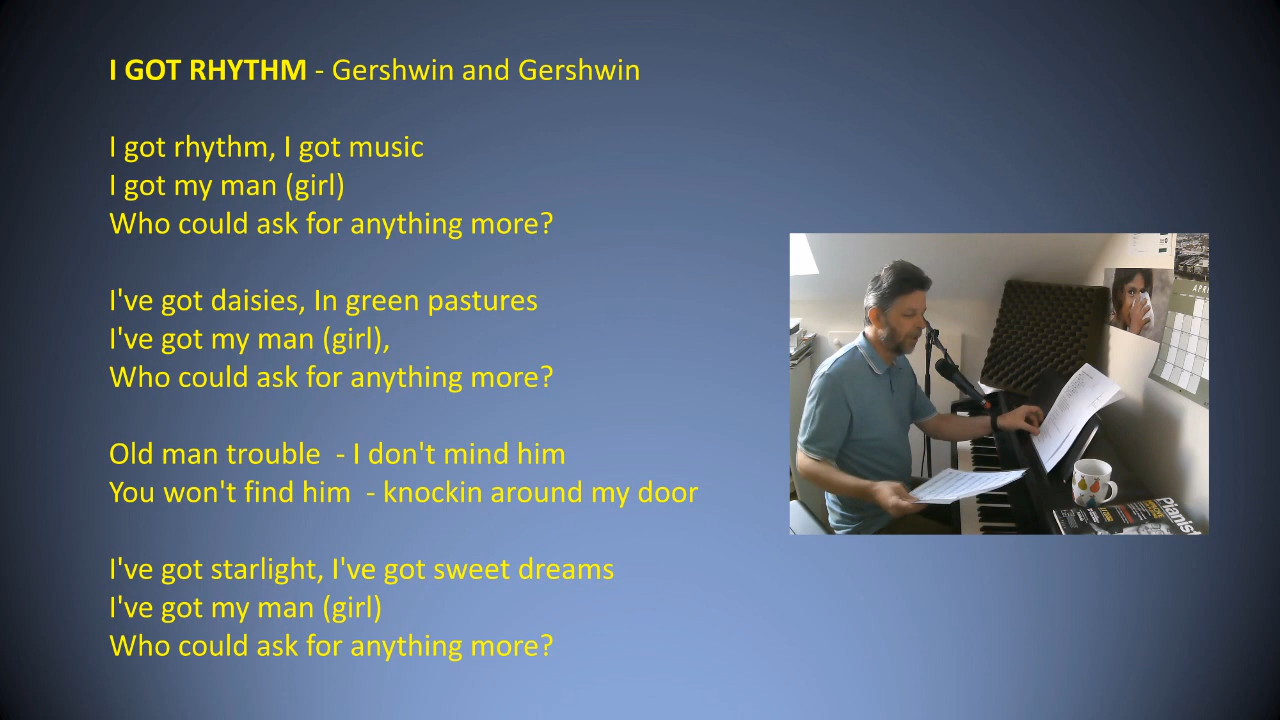 I GOT RHYTHM - Gershwin and Gershwin
I got rhythm, I got music
I got my man (girl)
Who could ask for anything more?
I've got daisies, In green pastures
I've got my man (girl),
Who could ask for anything more?
Old man trouble  - I don't mind him
You won't find him  - knockin around my door
I've got starlight, I've got sweet dreams
I've got my man (girl)
Who could ask for anything more?
Pianist